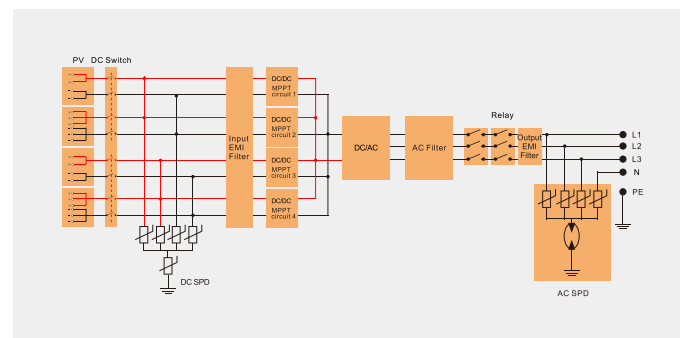 PV DC Switch
DC/DC
MPPT
circuit 1
DC/DC
MPPT
circuit 2
DC/DC
MPPT
circuit 3
DC/DC
MPPT
circuit 4
Input
EMI
Filter
DC/AC
AC Filter
Relay
Output
EMI
Filter
L1
L2
L3
N
PE
DC SPD
AC SPD